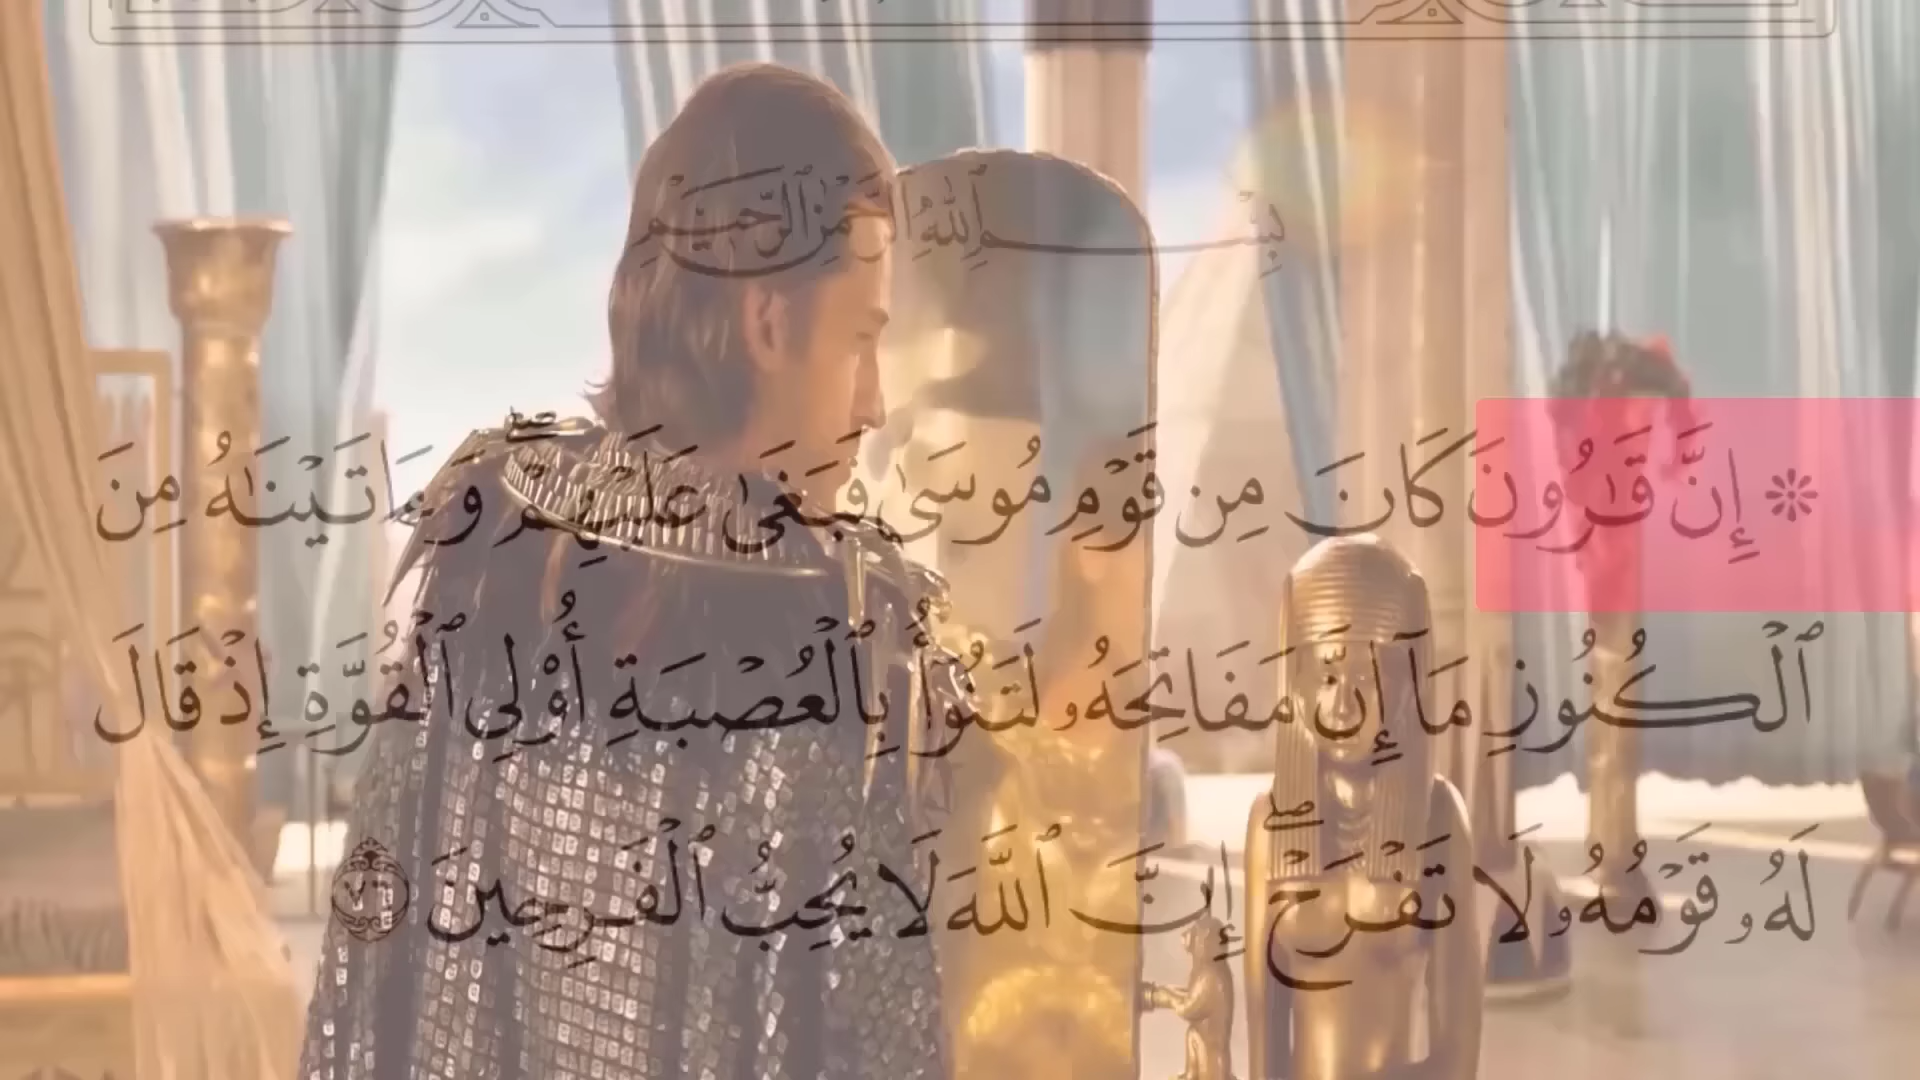 بِسْمِ ٱللَّهِ ٱلرَّحْمَٰنِ ٱلرَّحِيمِ
۞ إِنَّ قَٰرُونَ كَانَ مِن قَوْمِ مُوسَىٰ فَبَغَىٰ عَلَيْهِمْ ۖ وَءَاتَيْنَٰهُ مِنَ
ٱلْكُنُوزِ مَآ إِنَّ مَفَاتِحَهُۥ لَتَنُوٓأُ بِٱلْعُصْبَةِ أُو۟لِى ٱلْقُوَّةِ إِذْ قَالَ
لَهُۥ قَوْمُهُۥ لَا تَفْرَحْ ۖ إِنَّ ٱللَّهَ لَا يُحِبُّ ٱلْفَرِحِينَ ٧٦